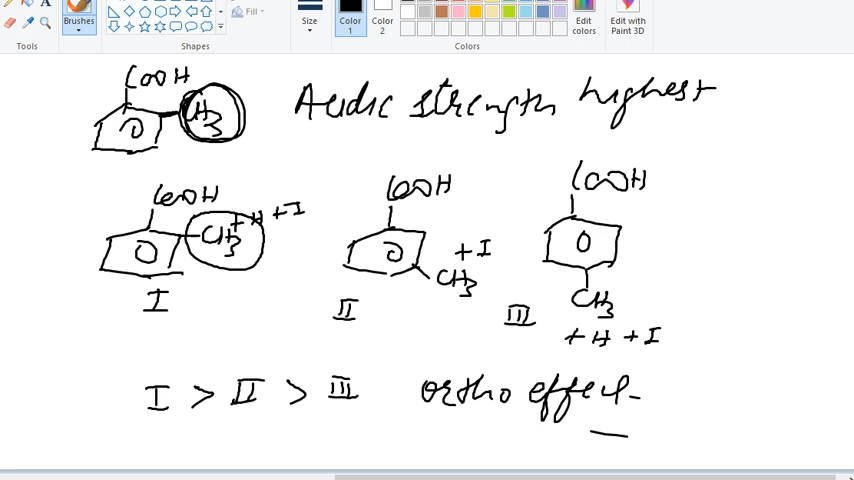 Brushes
Size
Color 1
Color 2
Fill
Edit colors
Edit with Paint 3D
Tools
Shapes
Colors
COOH
CH3
Acidic strength highest
COOH
CH3 +H +I
I
COOH
+I
CH3
II
COOH
CH3
+H +I
III
I > II > III ortho effect